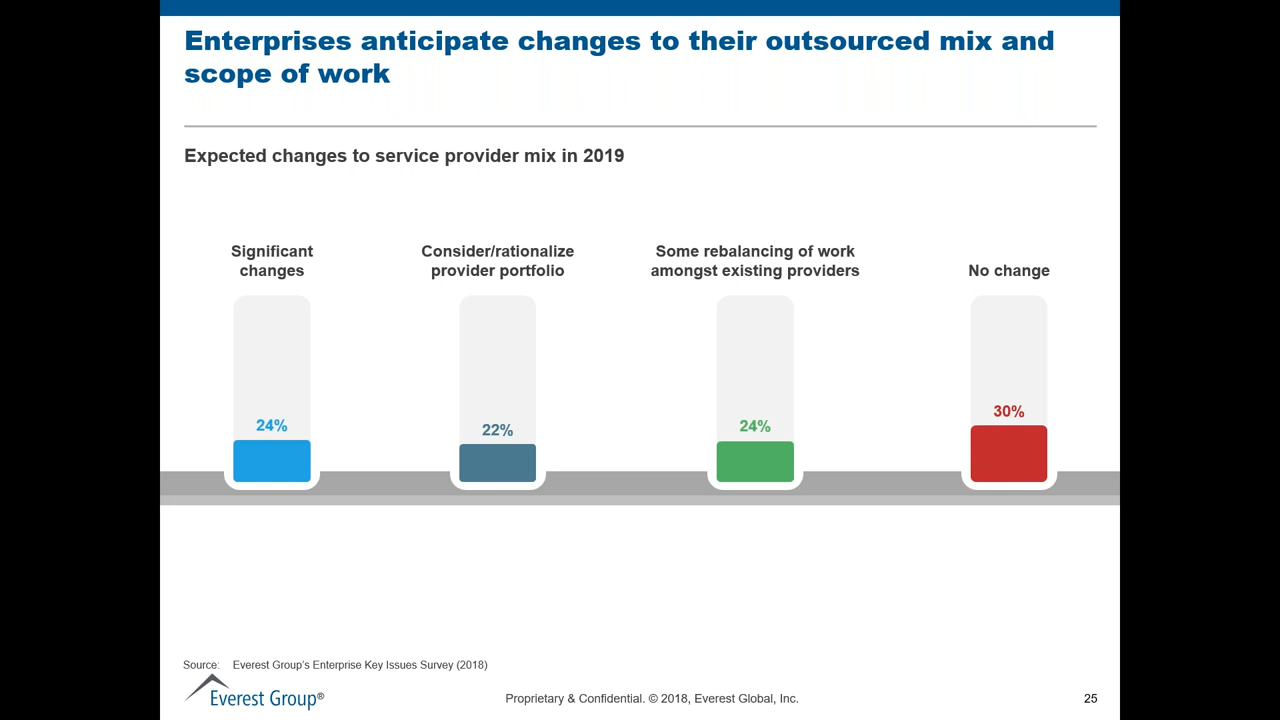 Enterprises anticipate changes to their outsourced mix and
scope of work
Expected changes to service provider mix in 2019
Significant
changes
Consider/rationalize
provider portfolio
Some rebalancing of work
amongst existing providers
No change
24%
22%
24%
30%
Source: Everest Group's Enterprise Key Issues Survey (2018)
Everest Group®
Proprietary & Confidential. © 2018, Everest Global, Inc.
25